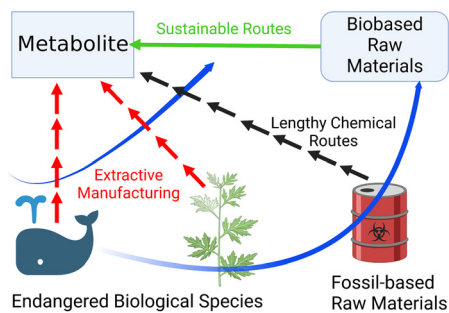 Sustainable Routes
Metabolite
Biobased
Raw
Materials
Lengthy Chemical
Routes
Extractive
Manufacturing
Endangered Biological Species
Fossil-based
Raw Materials